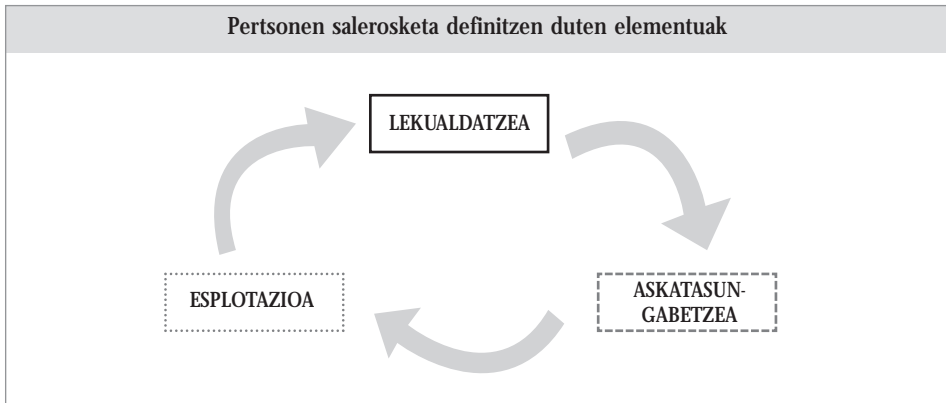 Pertsonen salerosketa definitzen duten elementuak
LEKUALDATZEA
ESPLOTAZIOA
ASKATASUN-
GABETZEA